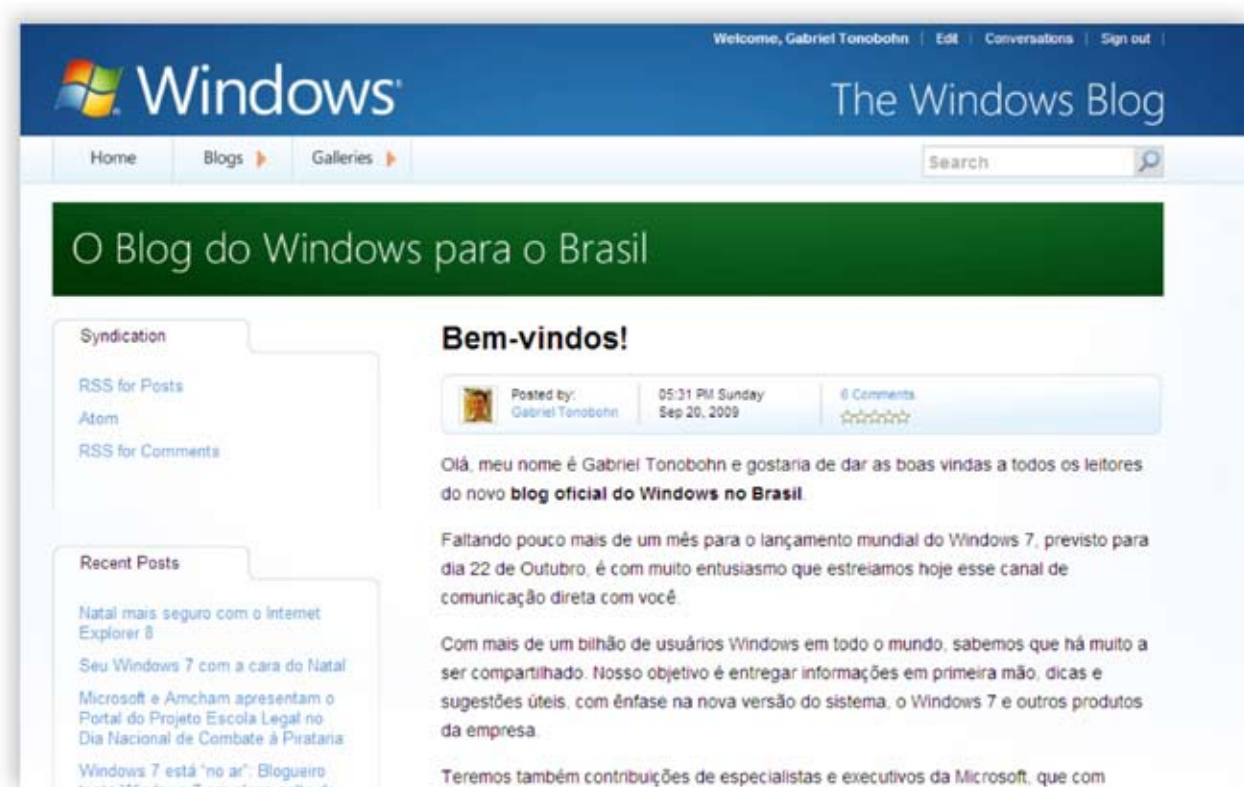 Welcome, Gabriel Tonobohn | Edit | Conversations | Sign out |
Windows®
The Windows Blog
Home
Blogs
Galleries
Search
O Blog do Windows para o Brasil
Syndication
RSS for Posts
Atom
RSS for Comments
Recent Posts
Natal mais seguro com o Internet
Explorer 8
Seu Windows 7 com a cara do Natal
Microsoft e Amcham apresentam o
Portal do Projeto Escola Legal no
Dia Nacional de Combate à Pirataria
Windows 7 está "no ar": Blogueiro
Bem-vindos!
Posted by:
Gabriel Tonobohn
05:31 PM Sunday
Sep 20, 2009
6 Comments
Olá, meu nome é Gabriel Tonobohn e gostaria de dar as boas vindas a todos os leitores
do novo blog oficial do Windows no Brasil.
Faltando pouco mais de um mês para o lançamento mundial do Windows 7, previsto para
dia 22 de Outubro, é com muito entusiasmo que estreiamos hoje esse canal de
comunicação direta com você.
Com mais de um bilhão de usuários Windows em todo o mundo, sabemos que há muito a
ser compartilhado. Nosso objetivo é entregar informações em primeira mão, dicas e
sugestões úteis, com ênfase na nova versão do sistema, o Windows 7 e outros produtos
da empresa.
Teremos também contribuições de especialistas e executivos da Microsoft, que com